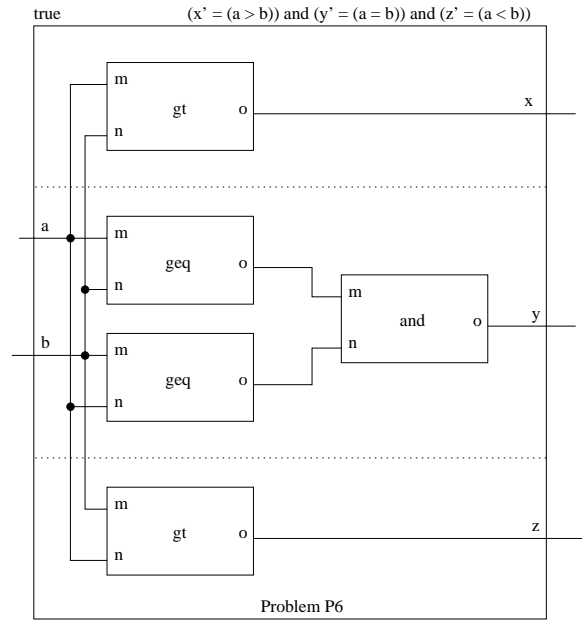 true (x' = (a > b)) and (y' = (a = b)) and (z' = (a < b))
m
gt o x
n
a
m
geq o
n
m
and o y
n
b
m
geq o
n
m
gt o z
n
Problem P6